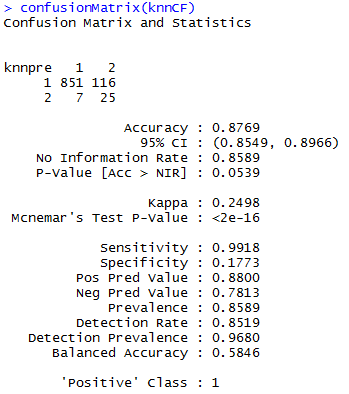 > confusionMatrix(knnCF)
Confusion Matrix and Statistics
knnpre 1 2
1 851 116
2 7 25
Accuracy : 0.8769
95% CI : (0.8549, 0.8966)
No Information Rate : 0.8589
P-Value [Acc > NIR] : 0.0539
Kappa : 0.2498
Mcnemar's Test P-Value : <2e-16
Sensitivity : 0.9918
Specificity : 0.1773
Pos Pred Value : 0.8800
Neg Pred Value : 0.7813
Prevalence : 0.8589
Detection Rate : 0.8519
Detection Prevalence : 0.9680
Balanced Accuracy : 0.5846
'Positive' Class : 1